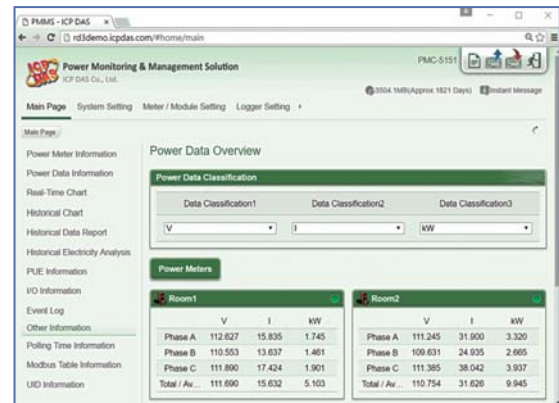 PMMS - ICP DAS
rd3demo.icpdas.com/#home/main
ICP DAS
Power Monitoring & Management Solution
ICP DAS Co., Ltd.
PMC-5151
3504.1MB(Approx.1821 Days) Instant Message
Main Page System Setting Meter / Module Setting Logger Setting
Main Page
Power Meter Information
Power Data Information
Real-Time Chart
Historical Chart
Historical Data Report
Historical Electricity Analysis
PUE Information
I/O Information
Event Log
Other Information
Polling Time Information
Modbus Table Information
UID Information
Power Data Overview
Power Data Classification
Data Classification1 Data Classification2 Data Classification3
V I kW
Power Meters
Room1
V I kW
Phase A 112.627 15.835 1.745
Phase B 110.553 13.637 1.461
Phase C 111.890 17.424 1.901
Total / Av... 111.690 15.632 5.103
Room2
V I kW
Phase A 111.245 31.900 3.320
Phase B 109.631 24.935 2.665
Phase C 111.385 38.042 3.937
Total / Av... 110.754 31.626 9.945